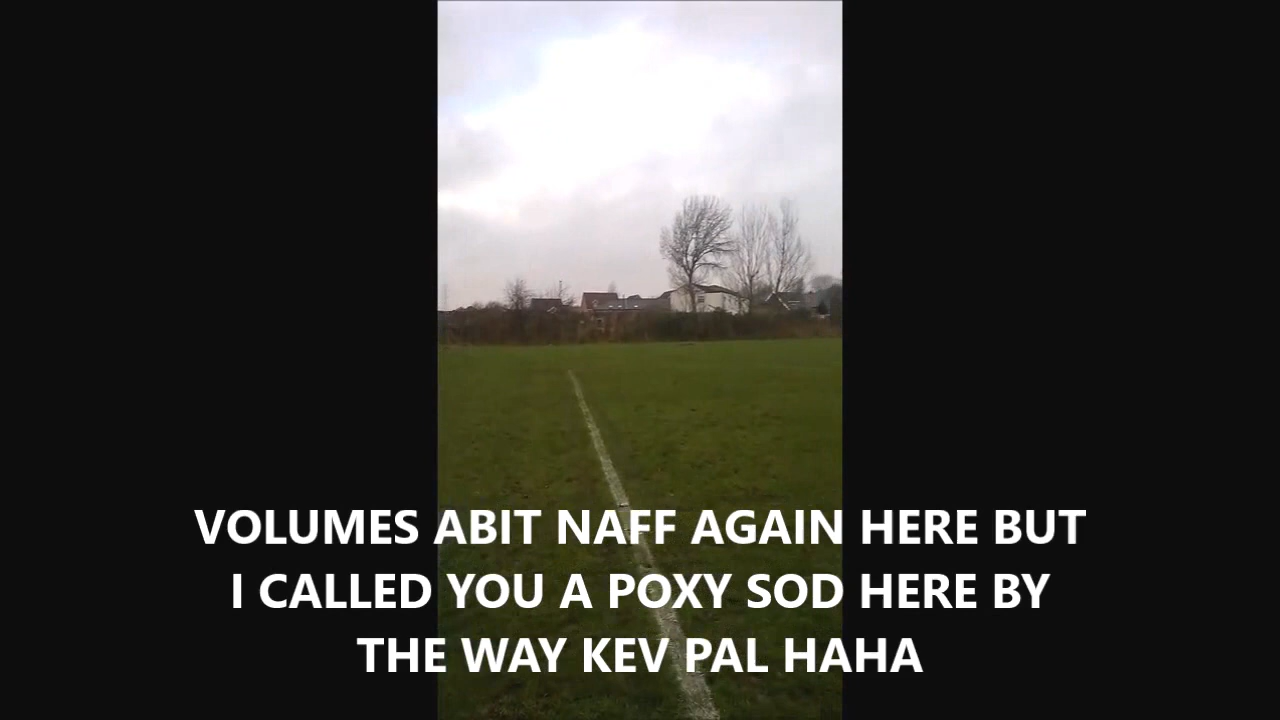 VOLUMES ABIT NAFF AGAIN HERE BUT
I CALLED YOU A POXY SOD HERE BY
THE WAY KEV PAL HAHA